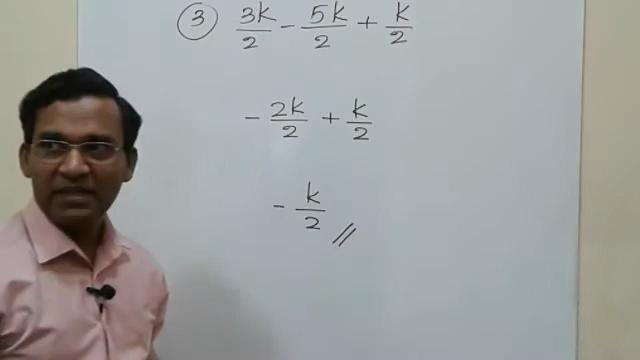 ③ 3k/2 - 5k/2 + k/2
- 2k/2 + k/2
- k/2 //